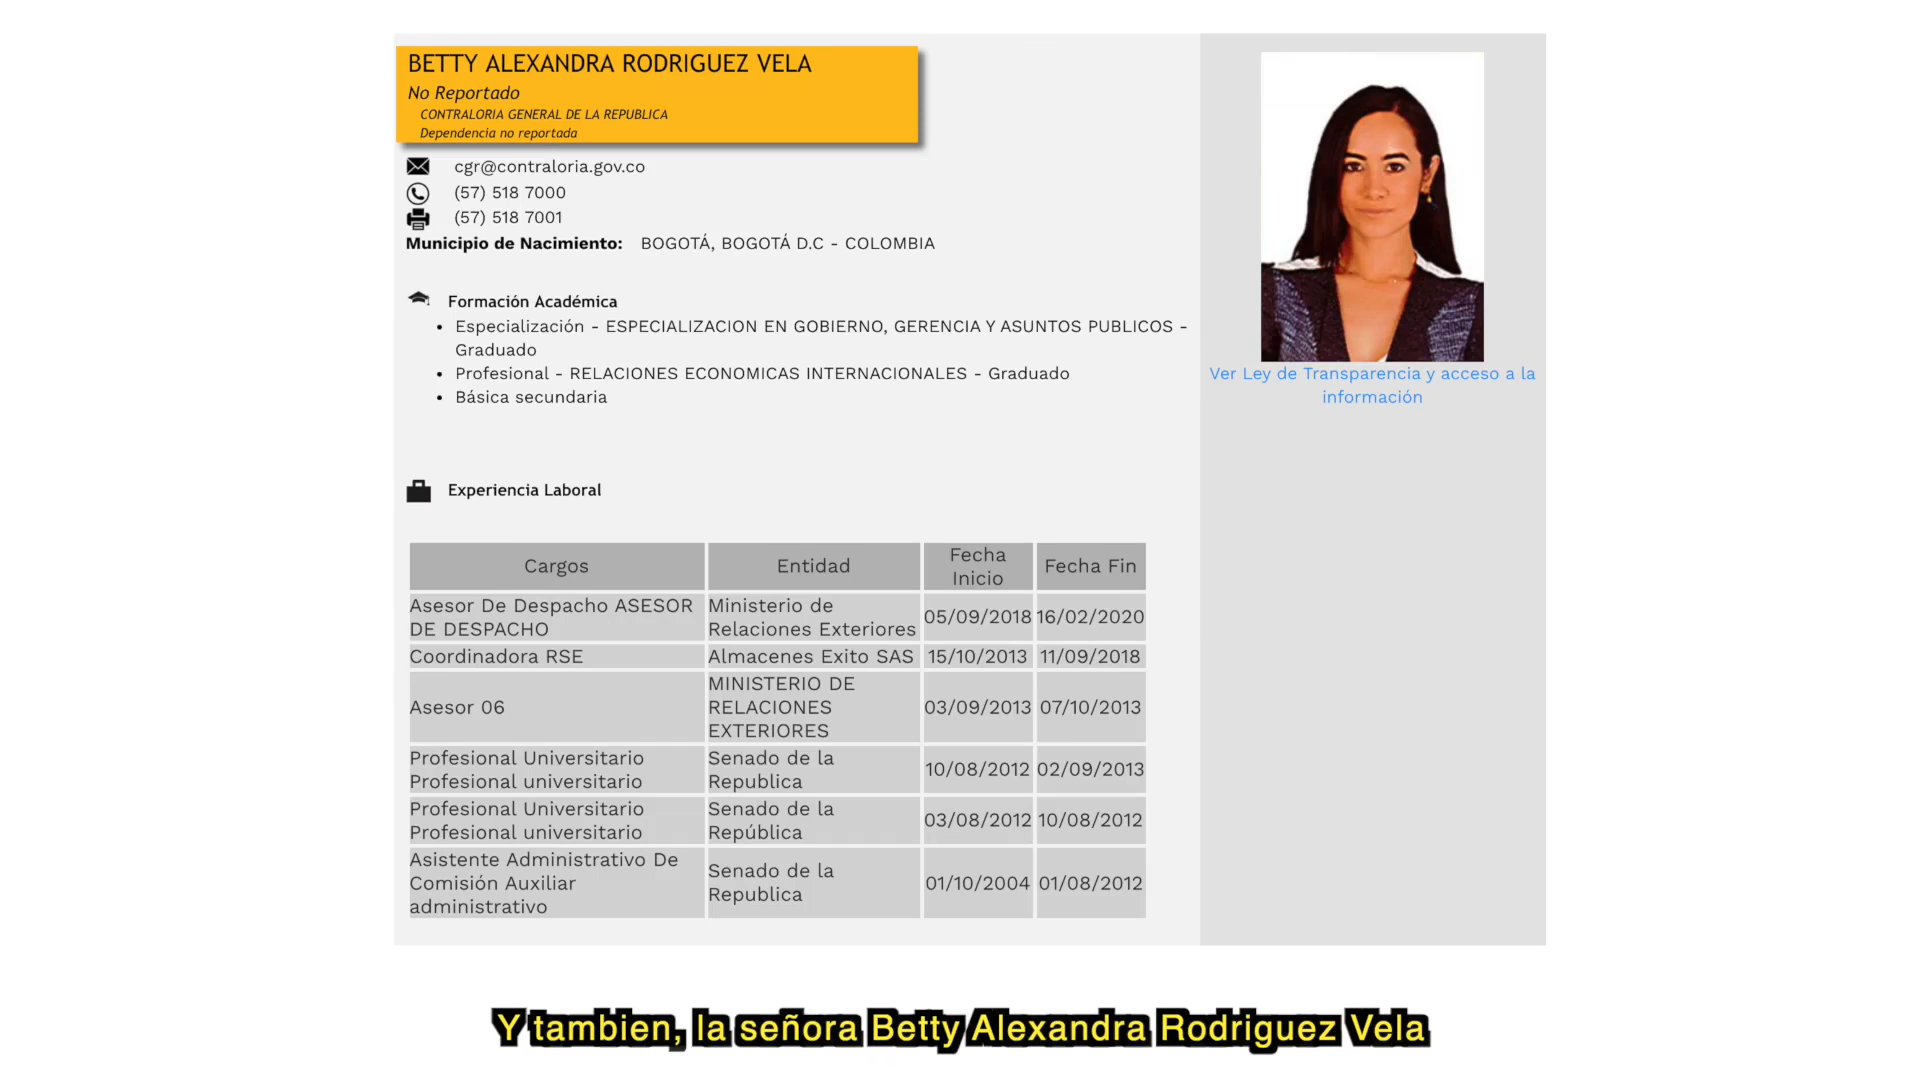 BETTY ALEXANDRA RODRIGUEZ VELA
No Reportado
CONTRALORIA GENERAL DE LA REPUBLICA
Dependencia no reportada
cgr@contraloria.gov.co
(57) 518 7000
(57) 518 7001
Municipio de Nacimiento: BOGOTÁ, BOGOTÁ D.C - COLOMBIA
Formación Académica
• Especialización - ESPECIALIZACION EN GOBIERNO, GERENCIA Y ASUNTOS PUBLICOS -
Graduado
• Profesional - RELACIONES ECONOMICAS INTERNACIONALES - Graduado
• Básica secundaria
Ver Ley de Transparencia y acceso a la
información
Experiencia Laboral
Cargos Entidad Fecha Inicio Fecha Fin
Asesor De Despacho ASESOR DE DESPACHO Ministerio de Relaciones Exteriores 05/09/2018 16/02/2020
Coordinadora RSE Almacenes Exito SAS 15/10/2013 11/09/2018
Asesor 06 MINISTERIO DE RELACIONES EXTERIORES 03/09/2013 07/10/2013
Profesional Universitario Profesional universitario Senado de la Republica 10/08/2012 02/09/2013
Profesional Universitario Profesional universitario Senado de la República 03/08/2012 10/08/2012
Asistente Administrativo De Comisión Auxiliar administrativo Senado de la Republica 01/10/2004 01/08/2012
Y tambien, la señora Betty Alexandra Rodriguez Vela